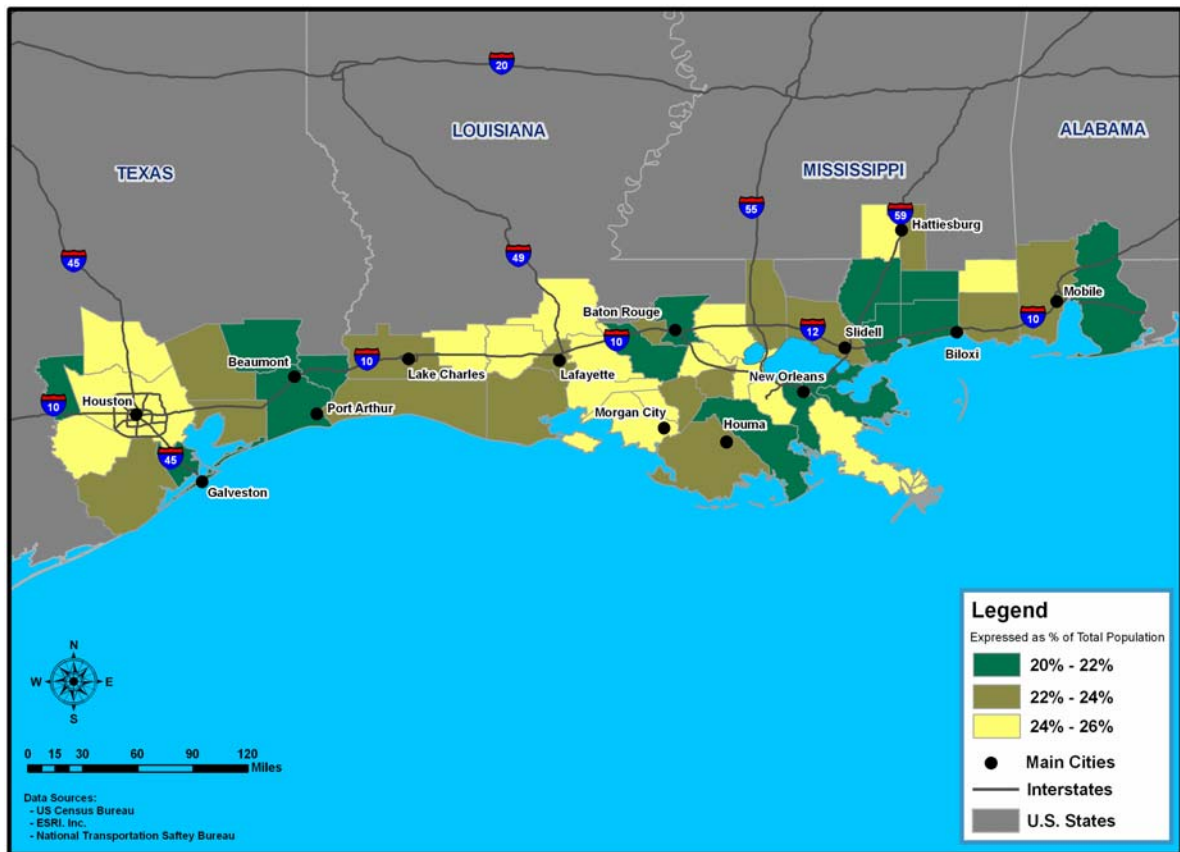 20
LOUISIANA
ALABAMA
TEXAS
MISSISSIPPI
55
59
Hattiesburg
45
49
Mobile
Baton Rouge
10
12
10
Slidell
Biloxi
Beaumont
10
Lake Charles
Lafayette
New Orleans
10
Houston
Port Arthur
Morgan City
Houma
45
Galveston
Legend
Expressed as % of Total Population
20% - 22%
22% - 24%
24% - 26%
Main Cities
Interstates
U.S. States
N
W E
S
0 15 30 60 90 120
Miles
Data Sources:
- US Census Bureau
- ESRI. Inc.
- National Transportation Saftey Bureau